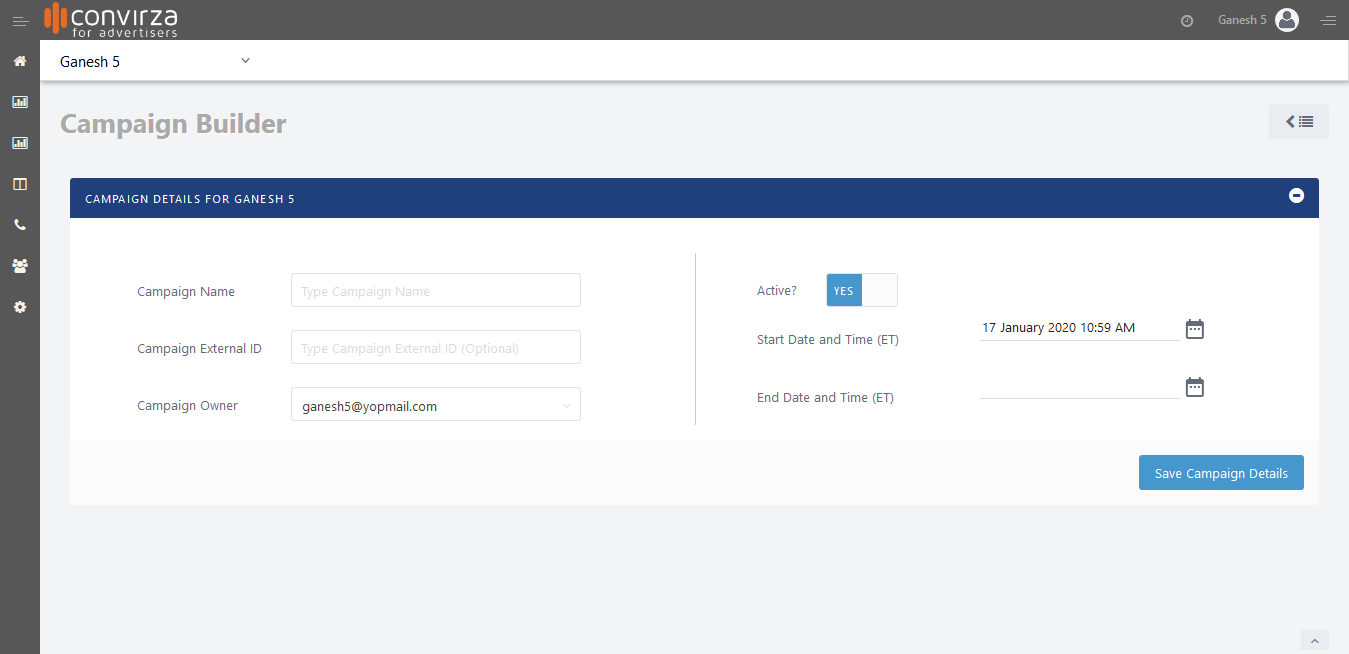 convirza
for advertisers
Ganesh 5
Ganesh 5
Campaign Builder
CAMPAIGN DETAILS FOR GANESH 5
Campaign Name
Type Campaign Name
Active?
YES
Campaign External ID
Type Campaign External ID (Optional)
Start Date and Time (ET)
17 January 2020 10:59 AM
Campaign Owner
ganesh5@yopmail.com
End Date and Time (ET)
Save Campaign Details